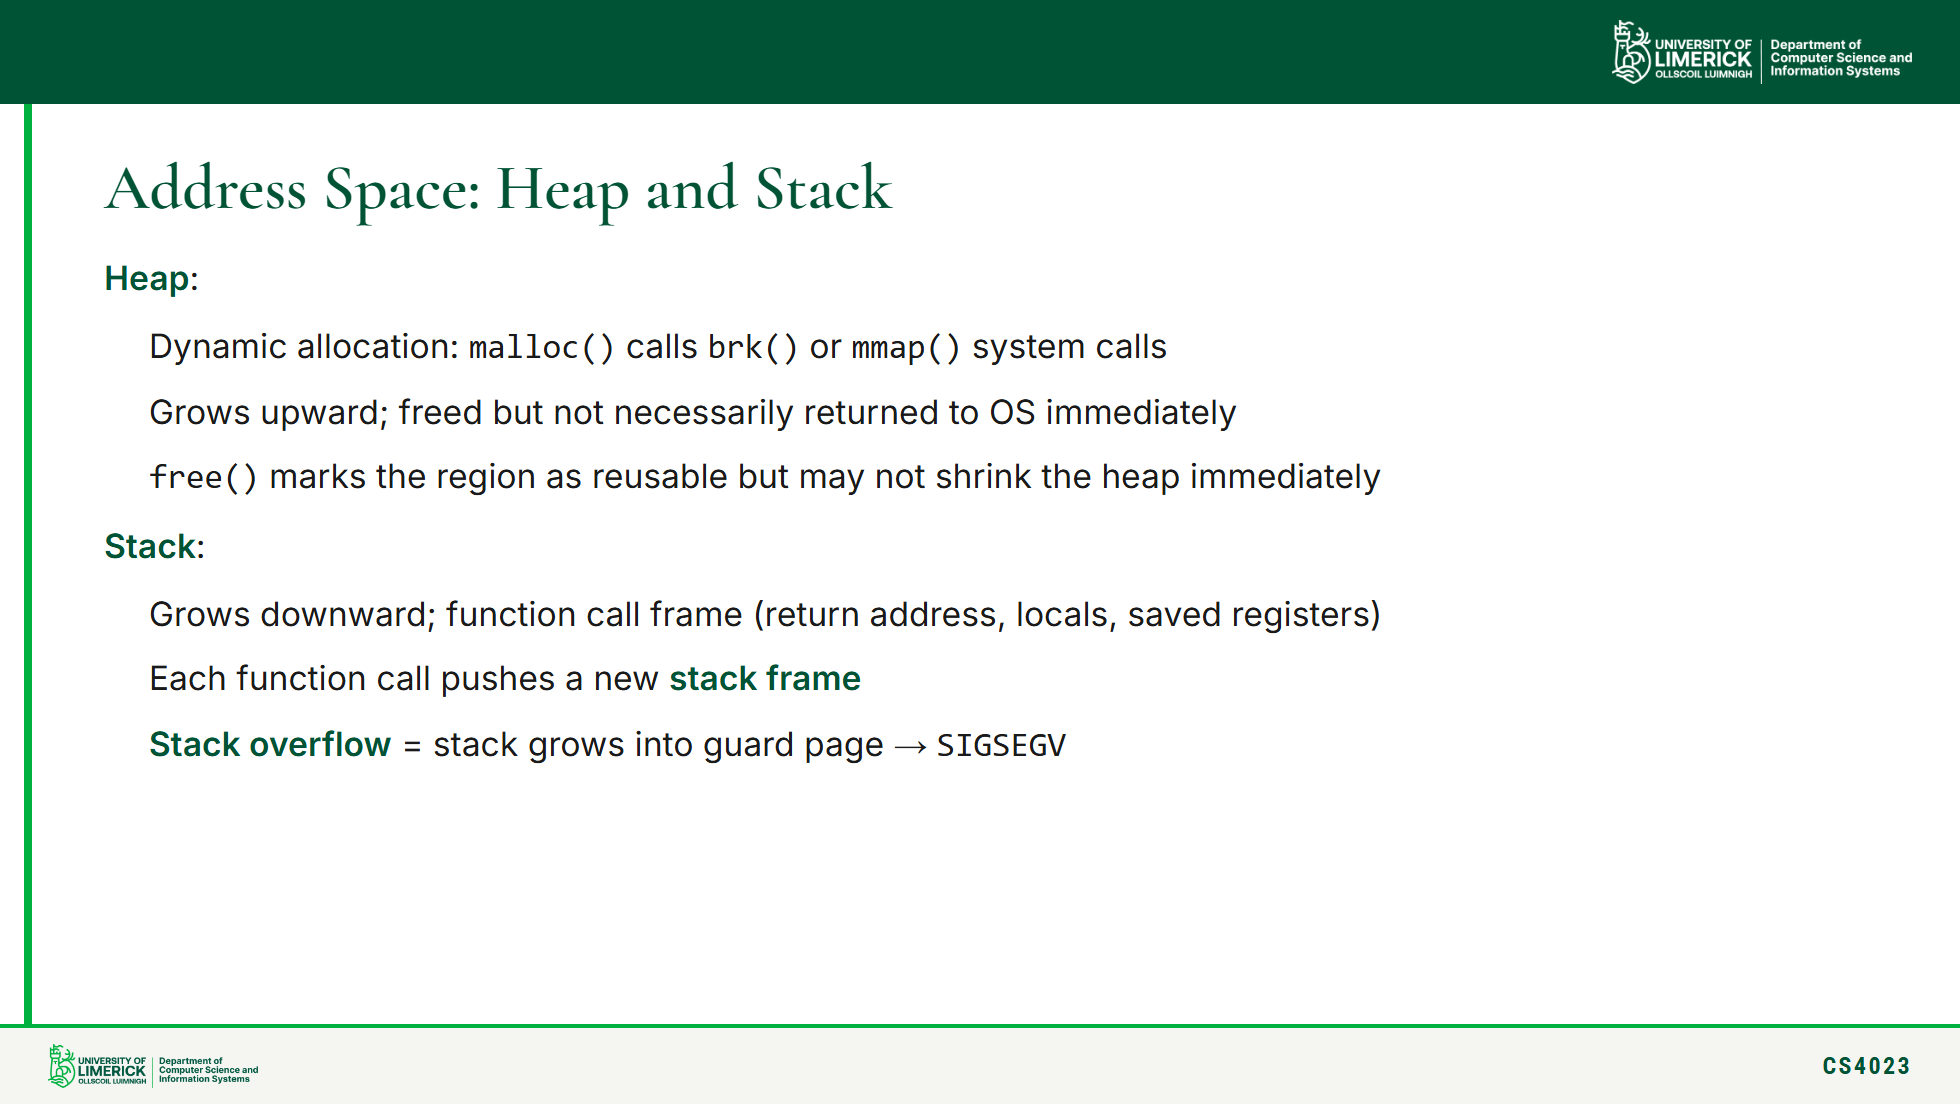 UNIVERSITY OF
LIMERICK
OLLSCOIL LUIMNIGH
Department of
Computer Science and
Information Systems
Address Space: Heap and Stack
Heap:
Dynamic allocation: malloc() calls brk() or mmap() system calls
Grows upward; freed but not necessarily returned to OS immediately
free() marks the region as reusable but may not shrink the heap immediately
Stack:
Grows downward; function call frame (return address, locals, saved registers)
Each function call pushes a new stack frame
Stack overflow = stack grows into guard page → SIGSEGV
UNIVERSITY OF
LIMERICK
OLLSCOIL LUIMNIGH
Department of
Computer Science and
Information Systems
CS4023